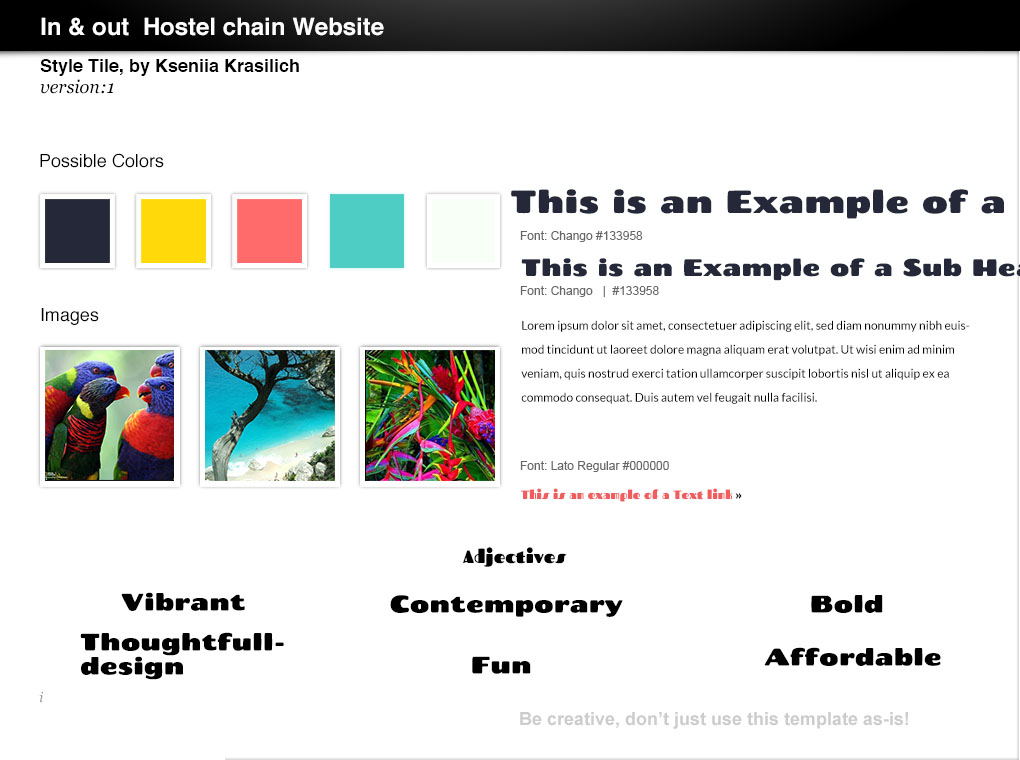 In & out  Hostel chain Website
Style Tile, by Kseniia Krasilich
version:1
Possible Colors
This is an Example of a
Font: Chango #133958
This is an Example of a Sub Hea
Font: Chango   |  #133958
Images
Lorem ipsum dolor sit amet, consectetuer adipiscing elit, sed diam nonummy nibh euis-
mod tincidunt ut laoreet dolore magna aliquam erat volutpat. Ut wisi enim ad minim
veniam, quis nostrud exerci tation ullamcorper suscipit lobortis nisl ut aliquip ex ea
commodo consequat. Duis autem vel feugait nulla facilisi.
Font: Lato Regular #000000
This is an example of a Text link »
Adjectives
Vibrant
Contemporary
Bold
Thoughtfull-
design
Fun
Affordable
i
Be creative, don’t just use this template as-is!